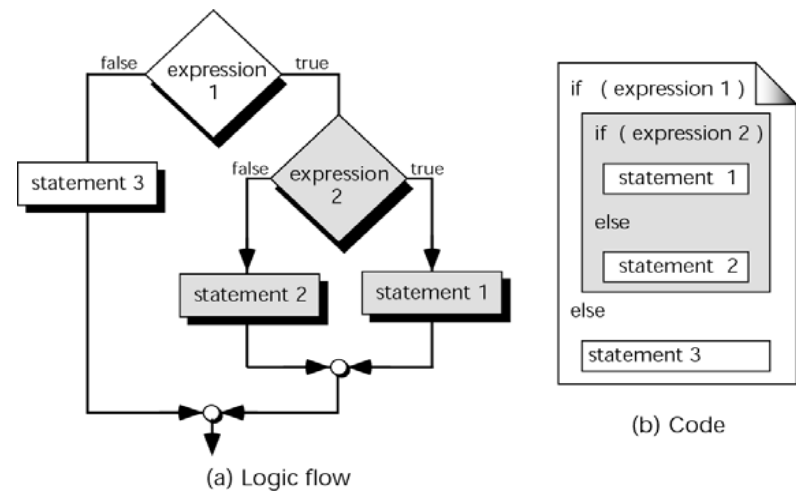 false
true
expression
1
statement 3
false
true
expression
2
statement 2
statement 1
(a) Logic flow
if ( expression 1 )
if ( expression 2 )
statement 1
else
statement 2
else
statement 3
(b) Code